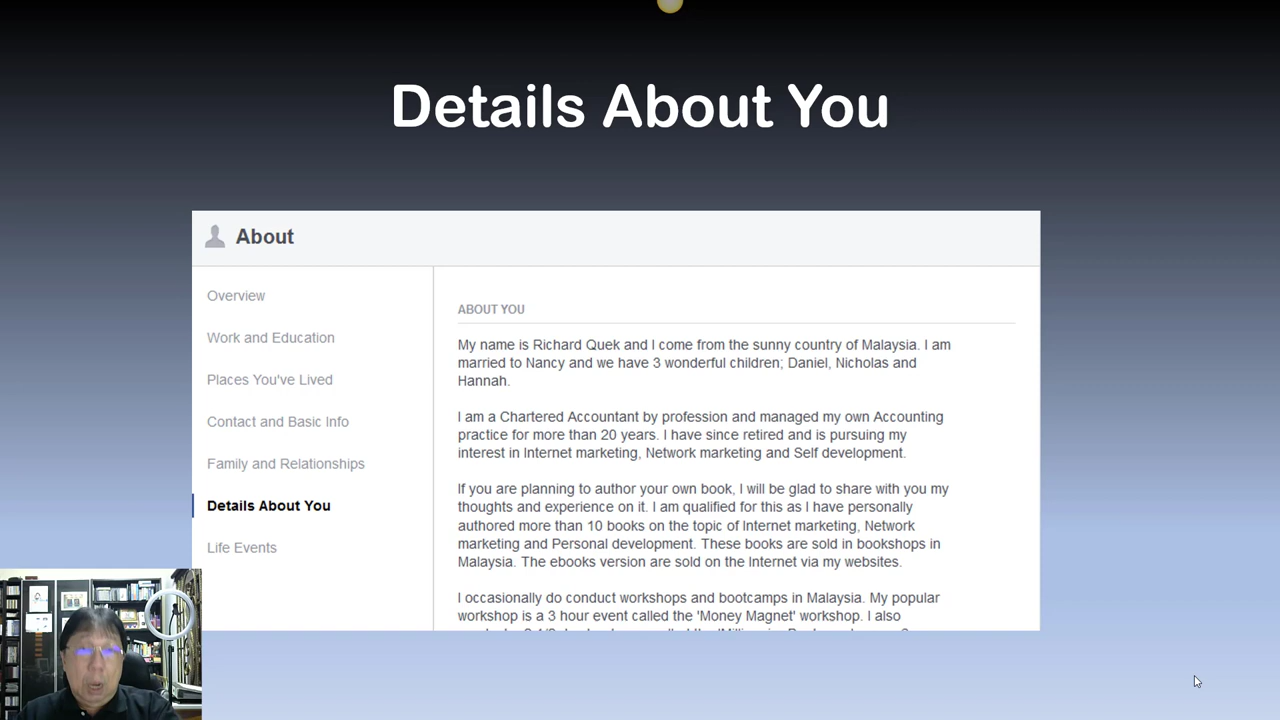 Details About You
About
Overview
Work and Education
Places You've Lived
Contact and Basic Info
Family and Relationships
Details About You
Life Events
ABOUT YOU
My name is Richard Quek and I come from the sunny country of Malaysia. I am
married to Nancy and we have 3 wonderful children; Daniel, Nicholas and
Hannah.
I am a Chartered Accountant by profession and managed my own Accounting
practice for more than 20 years. I have since retired and is pursuing my
interest in Internet marketing, Network marketing and Self development.
If you are planning to author your own book, I will be glad to share with you my
thoughts and experience on it. I am qualified for this as I have personally
authored more than 10 books on the topic of Internet marketing, Network
marketing and Personal development. These books are sold in bookshops in
Malaysia. The ebooks version are sold on the Internet via my websites.
I occasionally do conduct workshops and bootcamps in Malaysia. My popular
workshop is a 3 hour event called the 'Money Magnet' workshop. I also